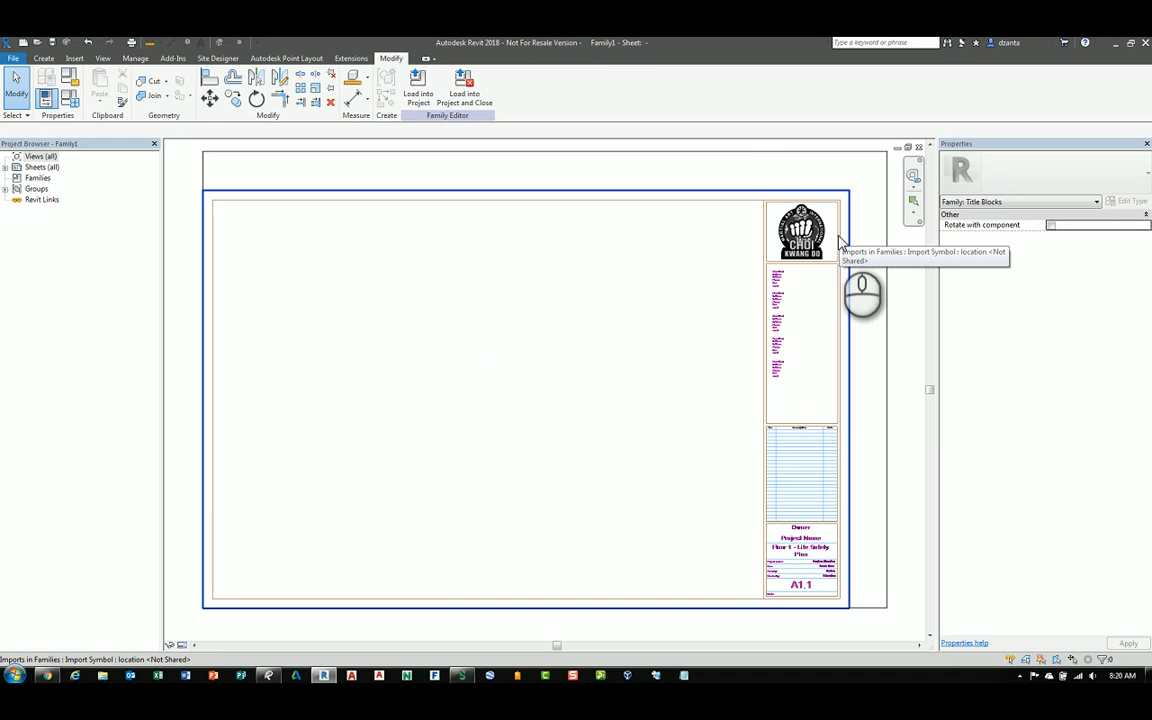 Autodesk Revit 2018 - Not For Resale Version -    Family1 - Sheet: -
Type a keyword or phrase
dzanta
File Create Insert View Manage Add-Ins Site Designer Autodesk Point Layout Extensions Modify
Modify
Paste
Cut
Join
Load into
Project
Load into
Project and Close
Select Properties Clipboard Geometry Modify Measure Create Family Editor
Project Browser - Family1
Views (all)
Sheets (all)
Families
Groups
Revit Links
CHOI
KWANG DO
Imports in Families : Import Symbol : location <Not
Shared>
Owner
Project Name
Floor 1 - Life Safety
Plan
A1.1
Properties
R
Family: Title Blocks
Edit Type
Other
Rotate with component
Properties help
Apply
Imports in Families : Import Symbol : location <Not Shared>
:0
8:20 AM